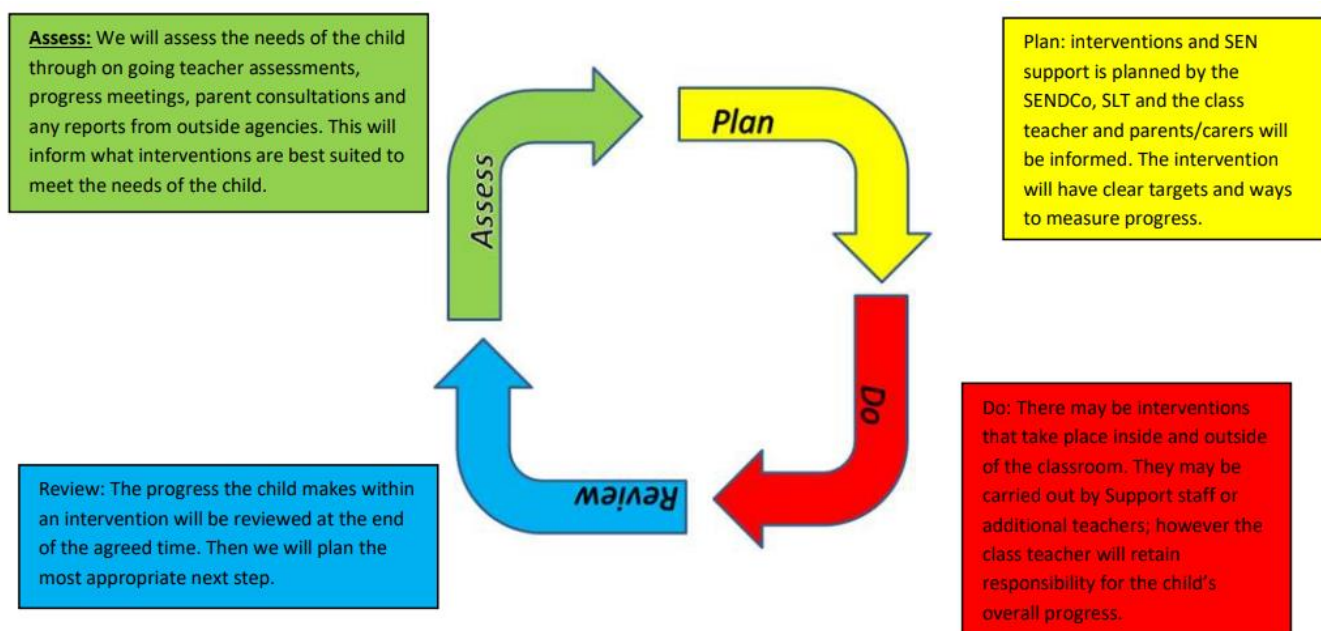 Assess: We will assess the needs of the child
through on going teacher assessments,
progress meetings, parent consultations and
any reports from outside agencies. This will
inform what interventions are best suited to
meet the needs of the child.
Plan: interventions and SEN
support is planned by the
SENDCo, SLT and the class
teacher and parents/carers will
be informed. The intervention
will have clear targets and ways
to measure progress.
Assess
Plan
Do
Review
Review: The progress the child makes within
an intervention will be reviewed at the end
of the agreed time. Then we will plan the
most appropriate next step.
Do: There may be interventions
that take place inside and outside
of the classroom. They may be
carried out by Support staff or
additional teachers; however the
class teacher will retain
responsibility for the child’s
overall progress.